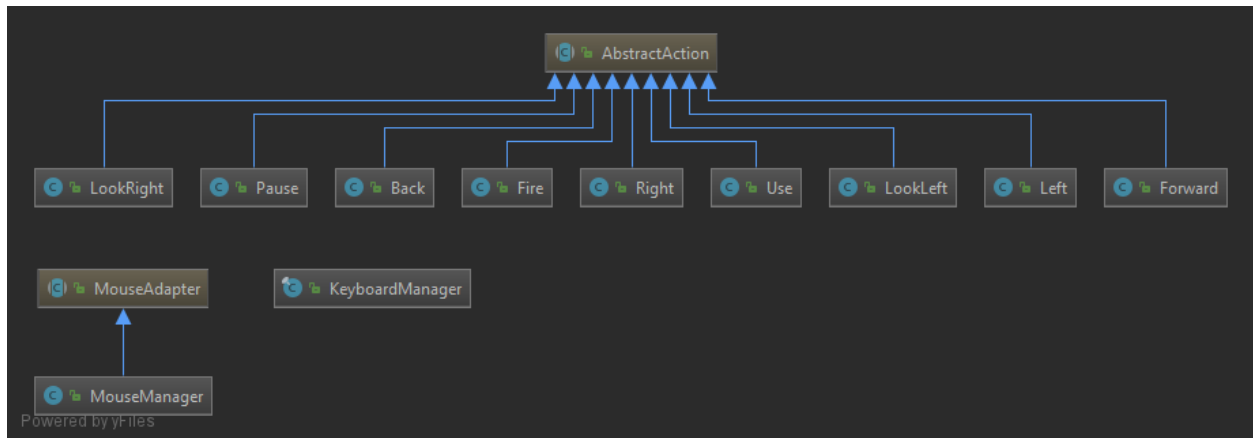 AbstractAction
LookRight Pause Back Fire Right Use LookLeft Left Forward
MouseAdapter KeyboardManager
MouseManager
Powered by yFiles